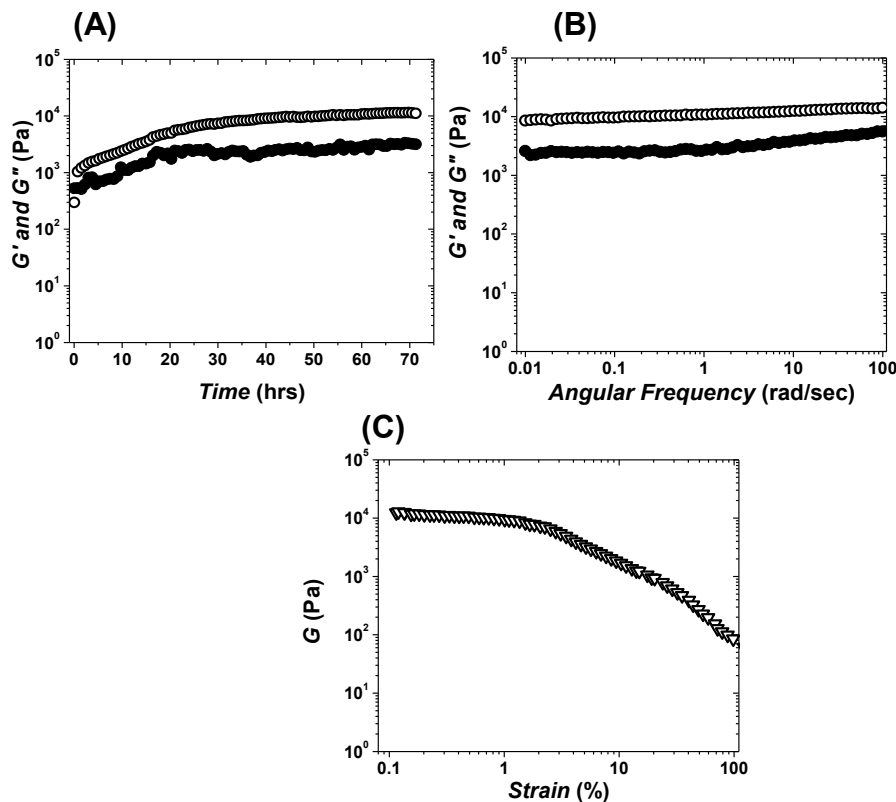 (A)
10⁵
10⁴
10³
10²
10¹
10⁰
G' and G" (Pa)
0 10 20 30 40 50 60 70
Time (hrs)
(B)
10⁵
10⁴
10³
10²
10¹
10⁰
G' and G" (Pa)
0.01 0.1 1 10 100
Angular Frequency (rad/sec)
(C)
10⁵
10⁴
10³
10²
10¹
10⁰
G (Pa)
0.1 1 10 100
Strain (%)